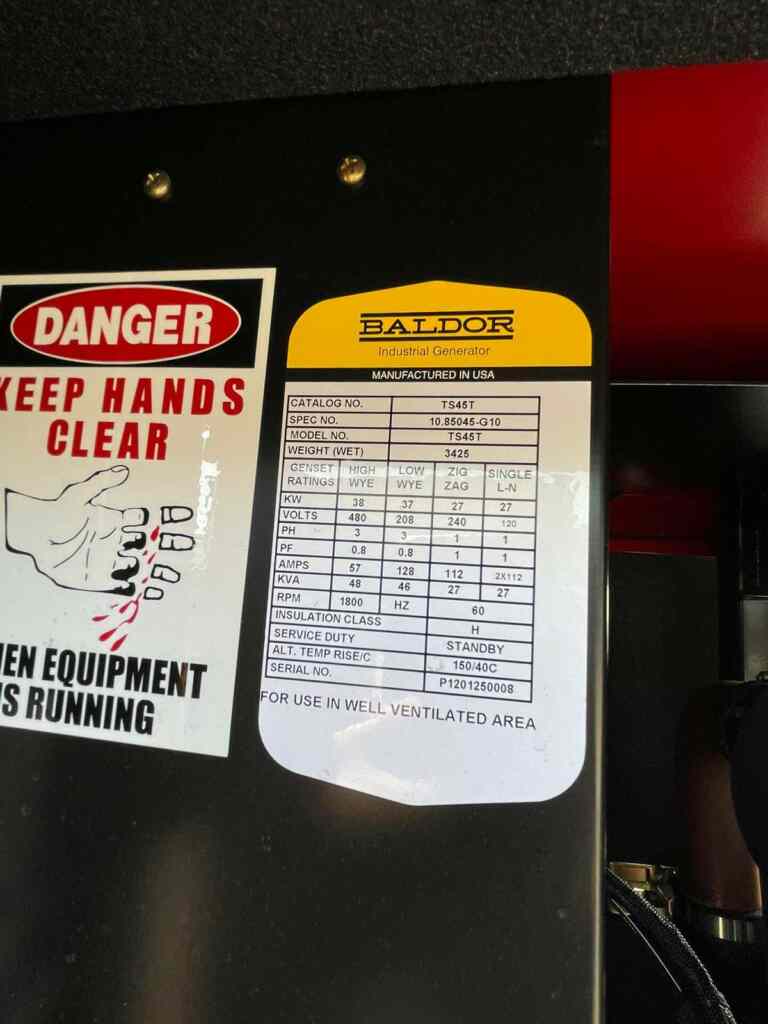 DANGER
KEEP HANDS
CLEAR
EQUIPMENT
IS RUNNING
BALDOR
Industrial Generator
MANUFACTURED IN USA
CATALOG NO. TS45T
SPEC NO. 10.85045-G10
MODEL NO. TS45T
WEIGHT (WET) 3425
GENSET RATINGS HIGH WYE LOW WYE ZIG ZAG SINGLE L-N
KW 38 37 27 27
VOLTS 480 208 240 120
PH 3 3 1 1
PF 0.8 0.8 1 1
AMPS 57 128 112 2X112
KVA 48 46 27 27
RPM 1800 HZ 60
INSULATION CLASS H
SERVICE DUTY STANDBY
ALT. TEMP RISE/C 150/40C
SERIAL NO. P1201250008
FOR USE IN WELL VENTILATED AREA